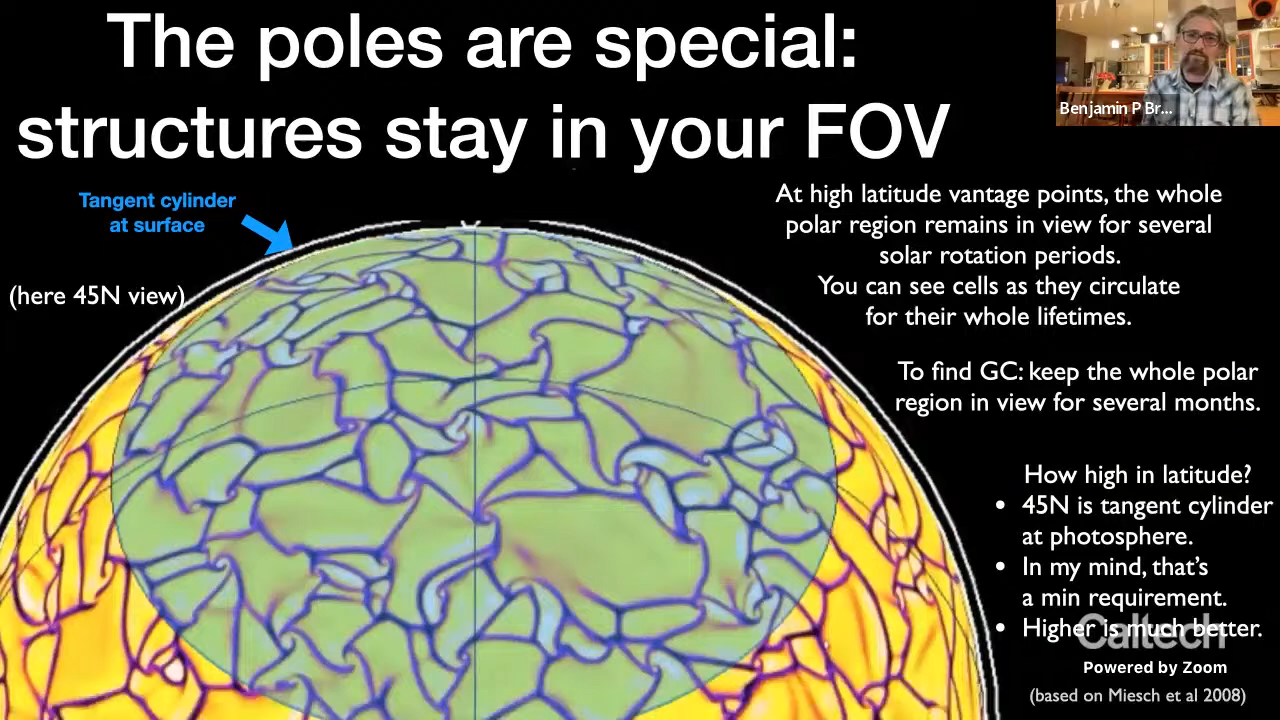 The poles are special:
structures stay in your FOV
Benjamin P Br...
Tangent cylinder
at surface
(here 45N view)
At high latitude vantage points, the whole
polar region remains in view for several
solar rotation periods.
You can see cells as they circulate
for their whole lifetimes.
To find GC: keep the whole polar
region in view for several months.
How high in latitude?
• 45N is tangent cylinder
at photosphere.
• In my mind, that's
a min requirement.
• Higher is much better.
Caltech
Powered by Zoom
(based on Miesch et al 2008)